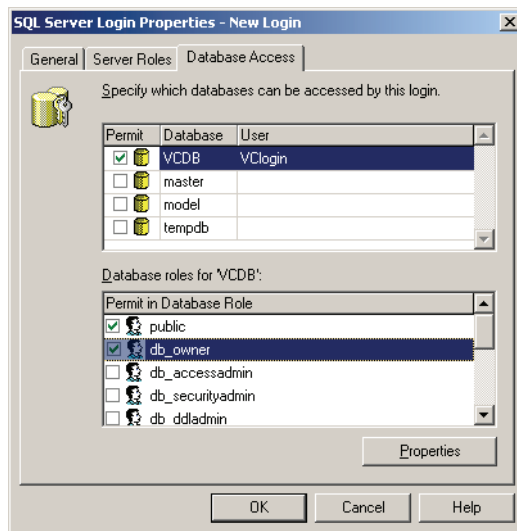 SQL Server Login Properties - New Login
General Server Roles Database Access
Specify which databases can be accessed by this login.
Permit Database User
VCDB VClogin
master
model
tempdb
Database roles for 'VCDB':
Permit in Database Role
public
db_owner
db_accessadmin
db_securityadmin
db_ddladmin
Properties
OK Cancel Help